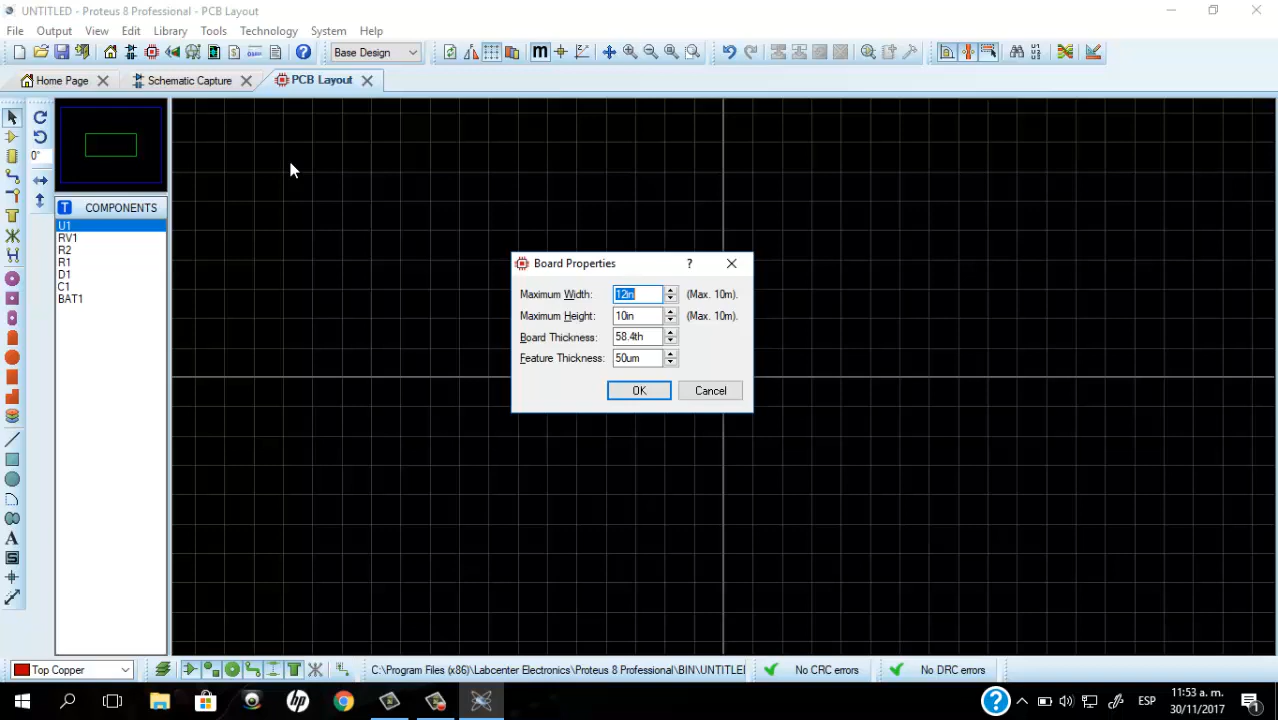 UNTITLED - Proteus 8 Professional - PCB Layout
File Output View Edit Library Tools Technology System Help
Base Design
Home Page Schematic Capture PCB Layout
0°
T COMPONENTS
U1
RV1
R2
R1
D1
C1
BAT1
Board Properties ?
Maximum Width: 12in (Max. 10m).
Maximum Height: 10in (Max. 10m).
Board Thickness: 58.4th
Feature Thickness: 50um
OK Cancel
Top Copper
C:\Program Files (x86)\Labcenter Electronics\Proteus 8 Professional\BIN\UNTITLE
No CRC errors
No DRC errors
ESP
11:53 a. m.
30/11/2017